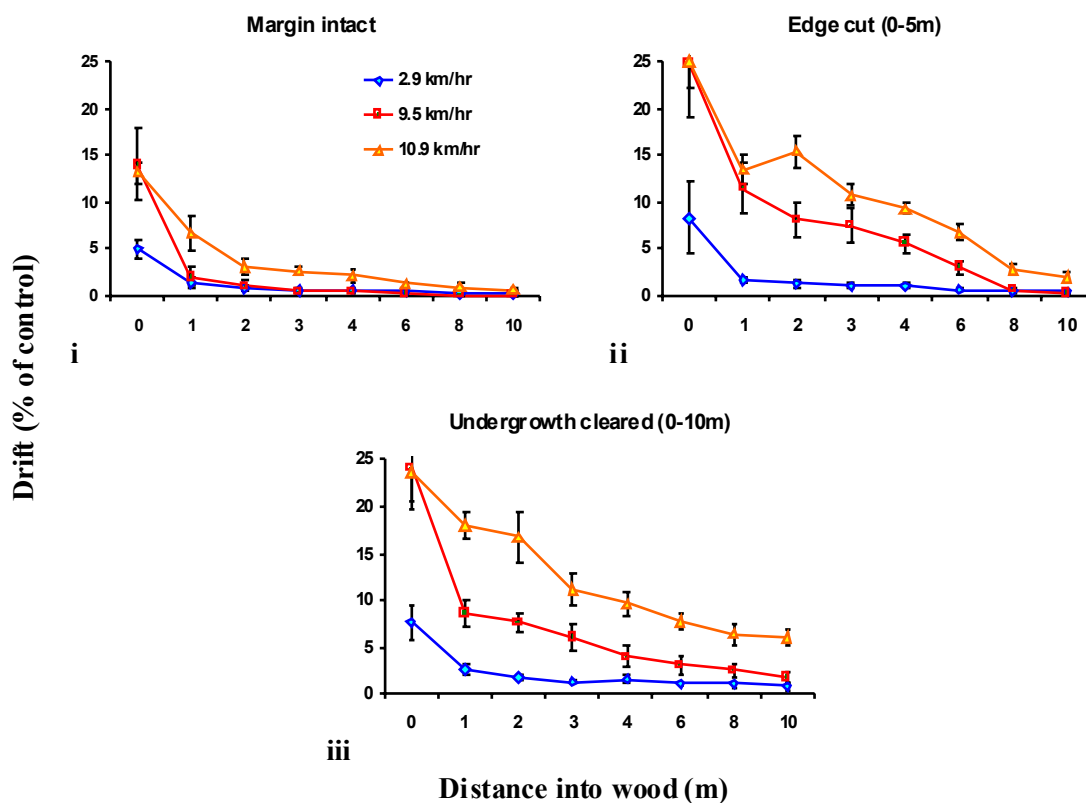 Margin intact
25
20
15
10
5
0
0 1 2 3 4 6 8 10
2.9 km/hr
9.5 km/hr
10.9 km/hr
i
Edge cut (0-5m)
25
20
15
10
5
0
0 1 2 3 4 6 8 10
ii
Drift (% of control)
Undergrowth cleared (0-10m)
25
20
15
10
5
0
0 1 2 3 4 6 8 10
iii
Distance into wood (m)